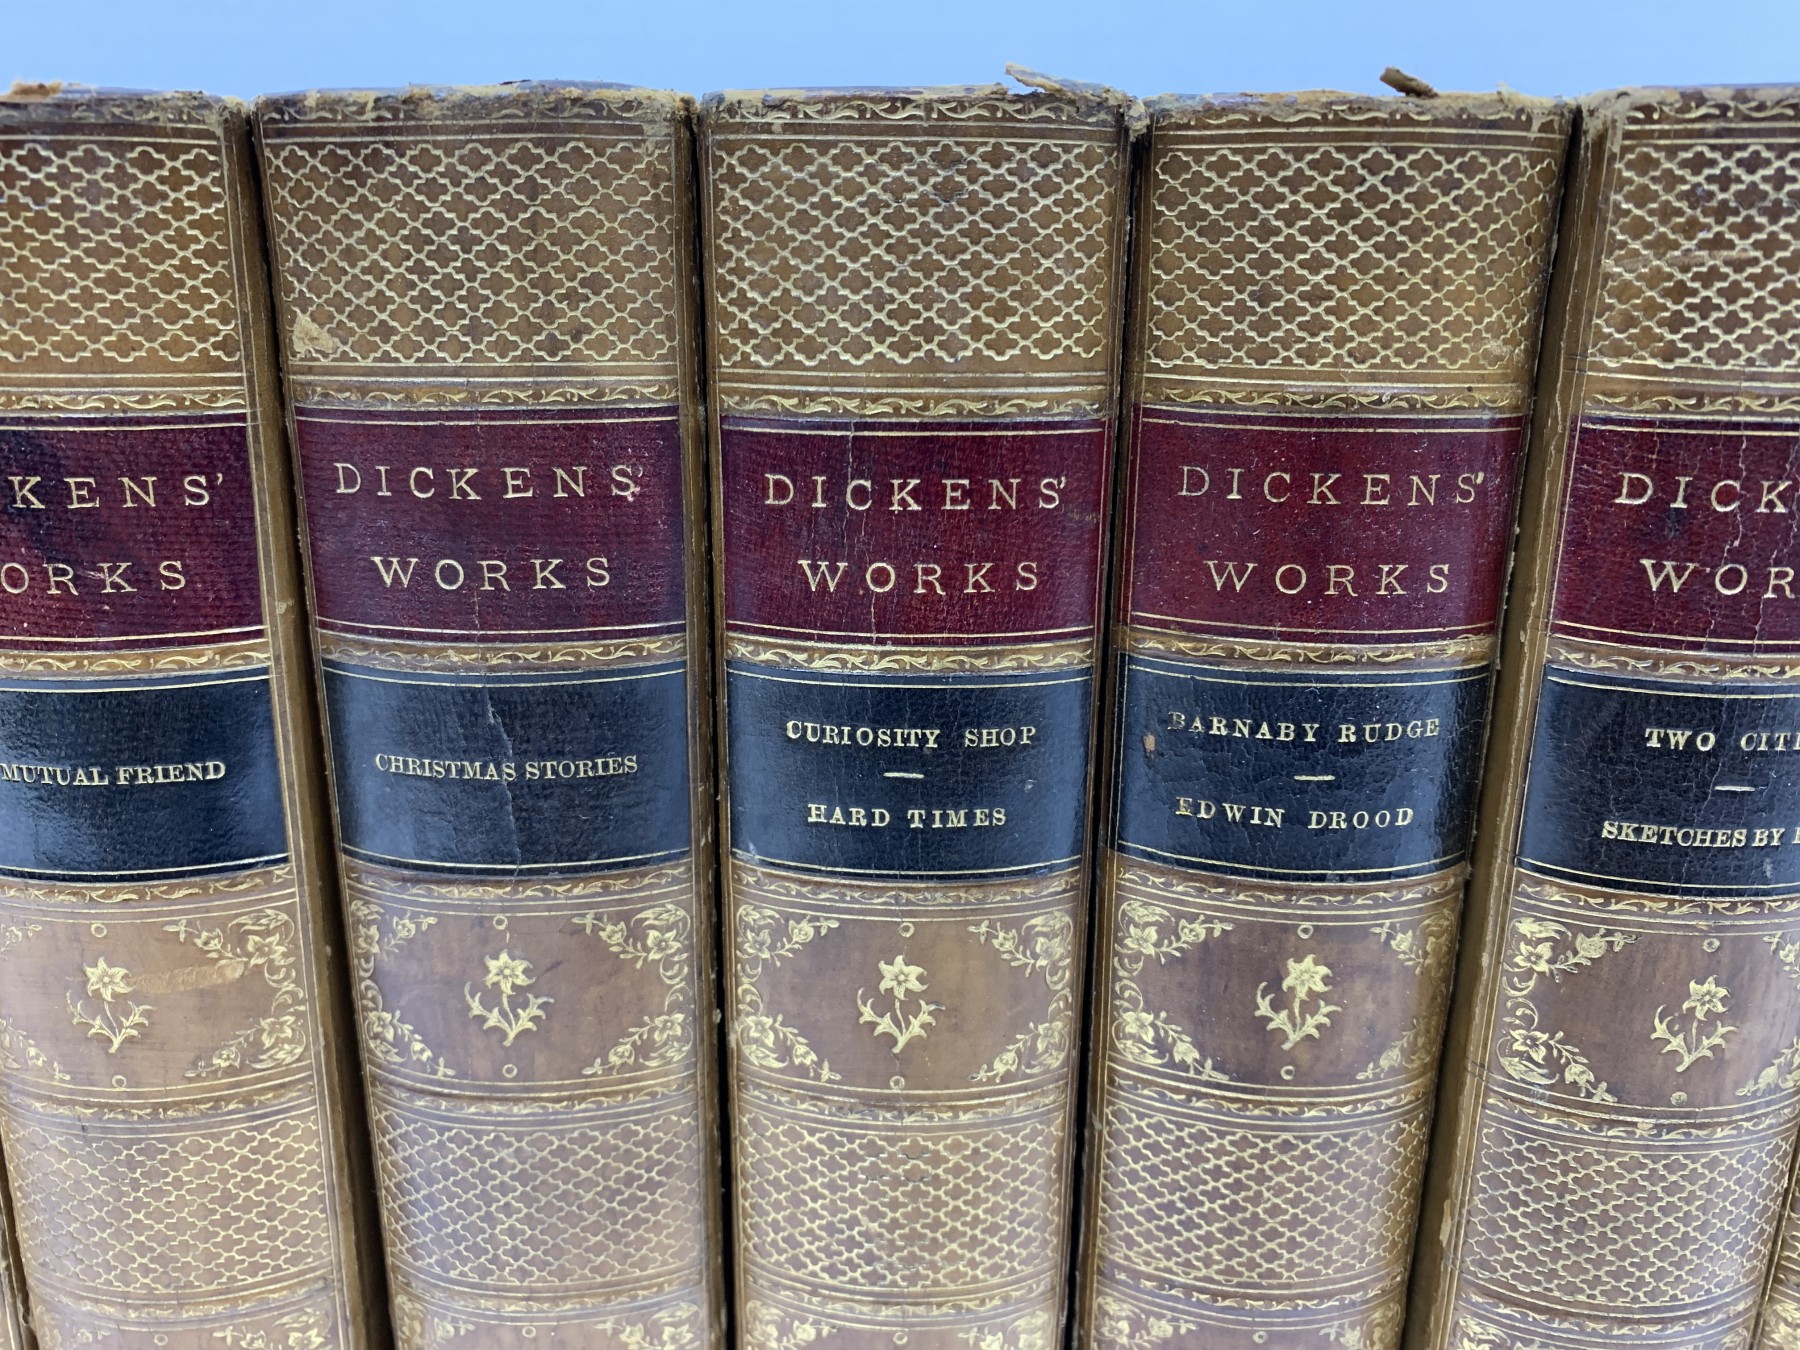 KENS'
ORKS
MUTUAL FRIEND
DICKENS'
WORKS
CHRISTMAS STORIES
DICKENS'
WORKS
CURIOSITY SHOP
HARD TIMES
DICKENS'
WORKS
BARNABY RUDGE
EDWIN DROOD
DICK
WOR
TWO CITI
SKETCHES BY